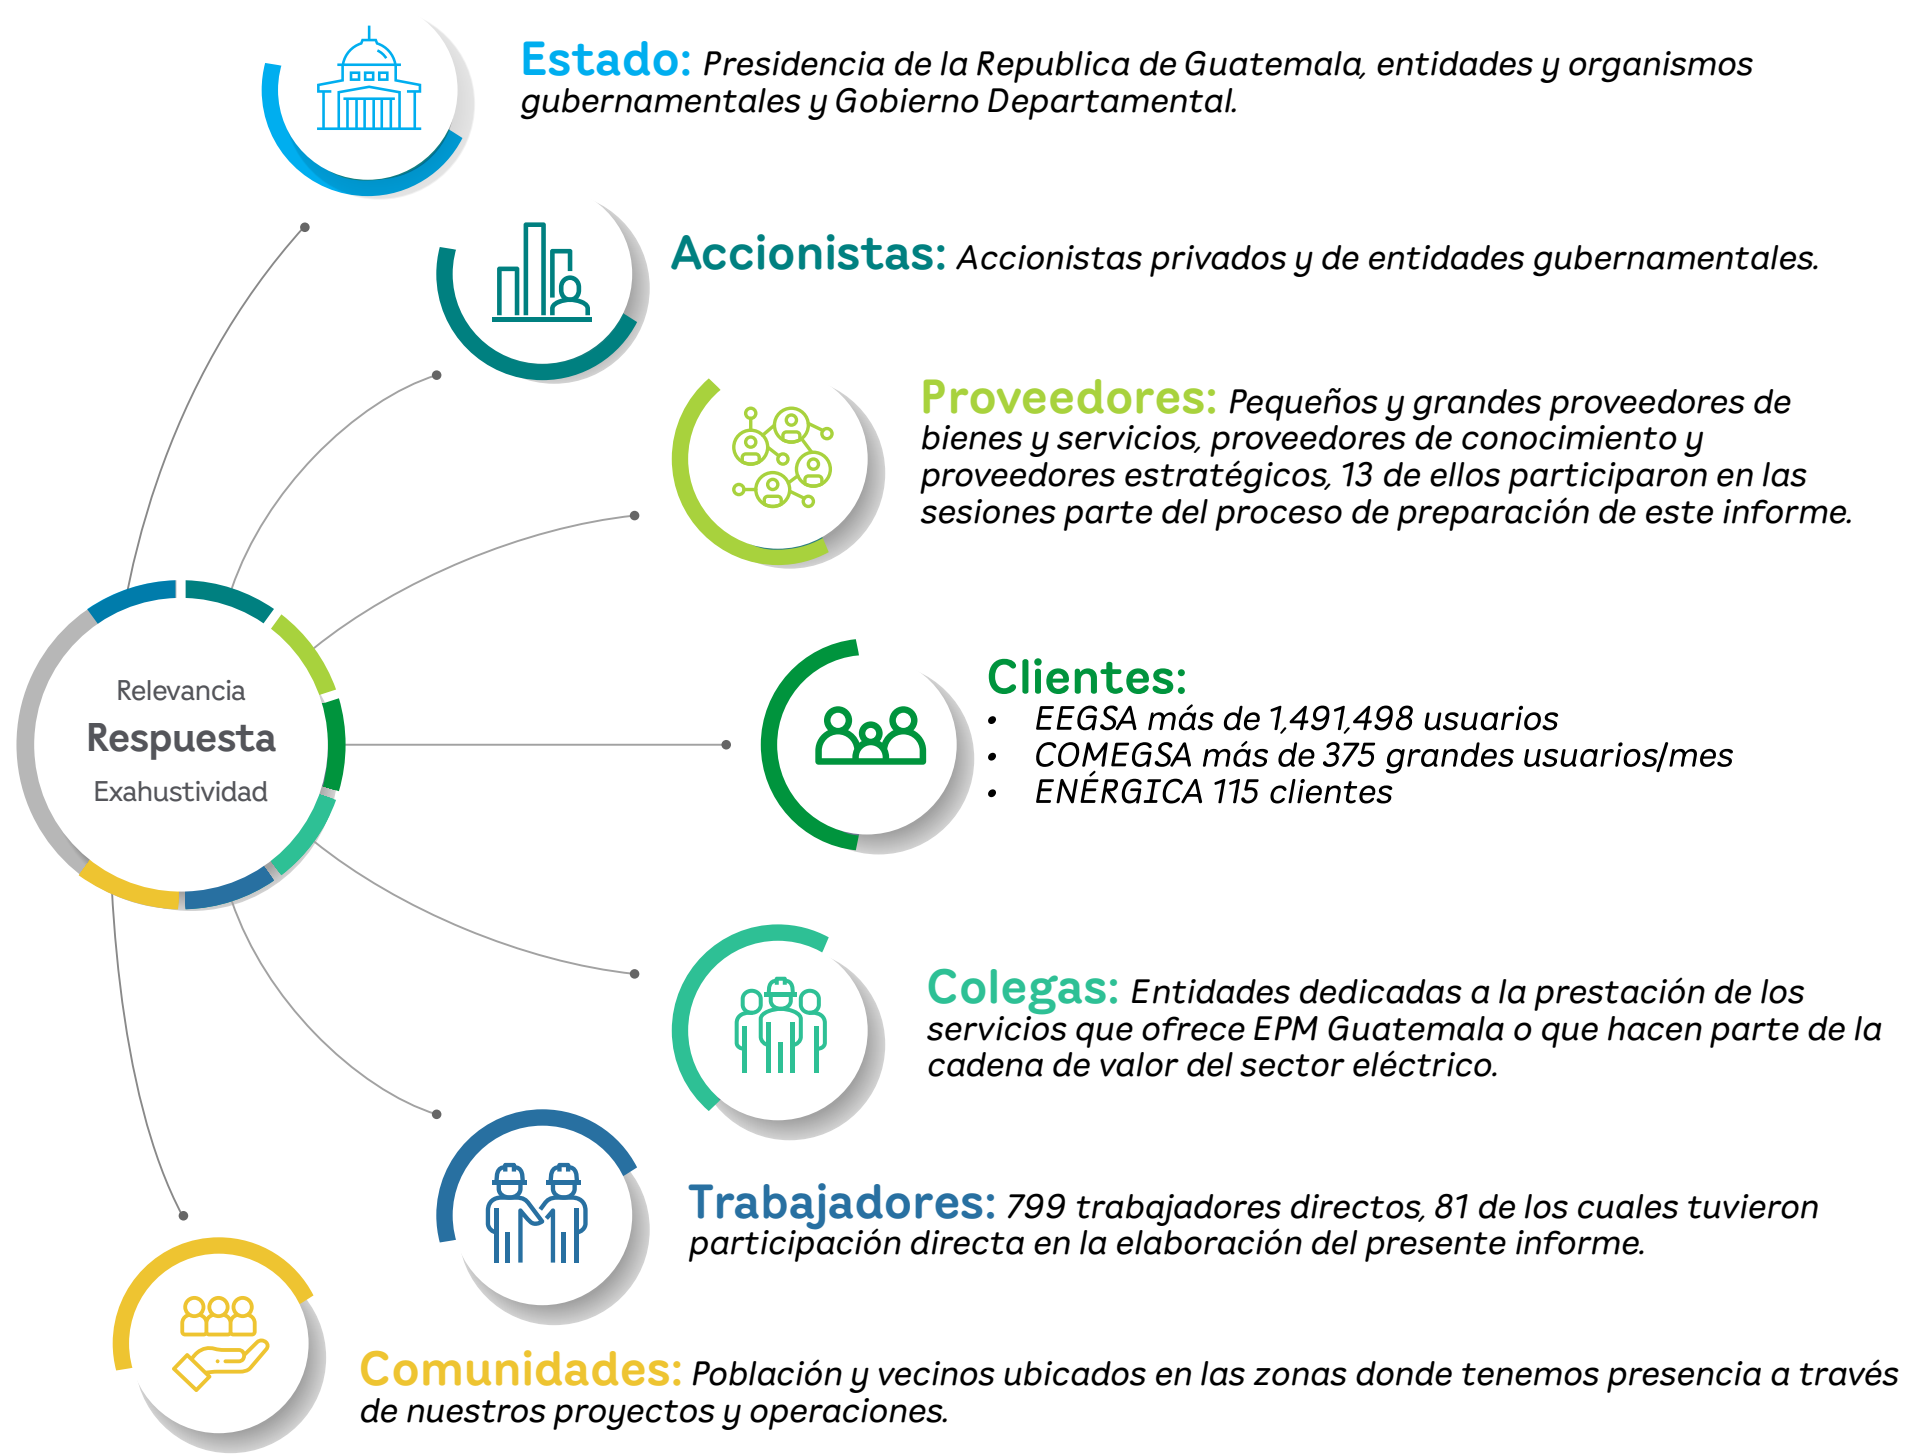 Estado: Presidencia de la Republica de Guatemala, entidades y organismos
gubernamentales y Gobierno Departamental.
Accionistas: Accionistas privados y de entidades gubernamentales.
Proveedores: Pequeños y grandes proveedores de
bienes y servicios, proveedores de conocimiento y
proveedores estratégicos, 13 de ellos participaron en las
sesiones parte del proceso de preparación de este informe.
Relevancia
Respuesta
Exahustividad
Clientes:
• EEGSA más de 1,491,498 usuarios
• COMEGSA más de 375 grandes usuarios/mes
• ENÉRGICA 115 clientes
Colegas: Entidades dedicadas a la prestación de los
servicios que ofrece EPM Guatemala o que hacen parte de la
cadena de valor del sector eléctrico.
Trabajadores: 799 trabajadores directos, 81 de los cuales tuvieron
participación directa en la elaboración del presente informe.
Comunidades: Población y vecinos ubicados en las zonas donde tenemos presencia a través
de nuestros proyectos y operaciones.